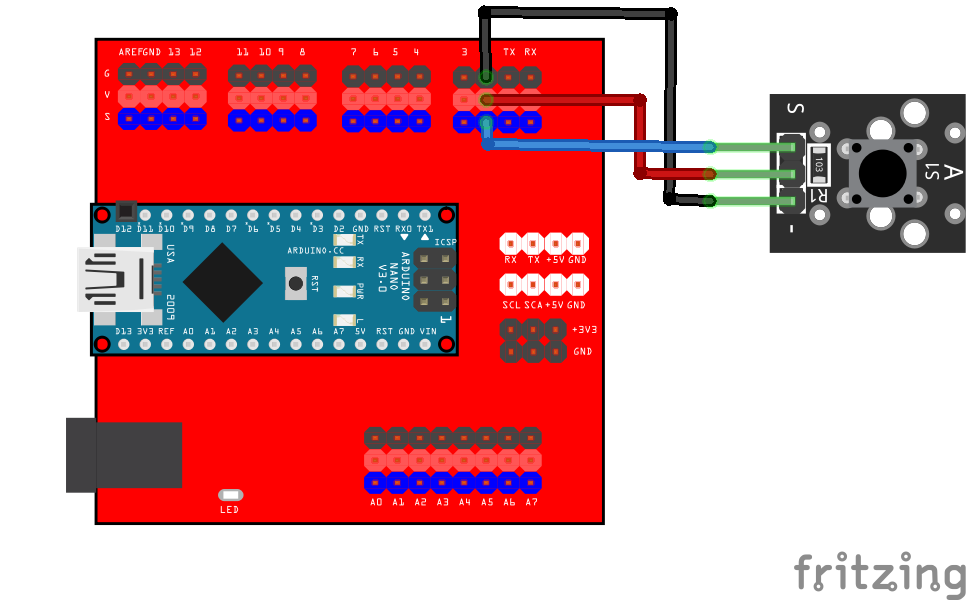 AREF GND 13 12 11 10 9 8 7 6 5 4 3 TX RX
G
V
S
D12 D11 D10 D9 D8 D7 D6 D5 D4 D3 D2 GND RST RX0 TX1
USA
2009
ARDUINO.CC
RST
TX
RX
PWR
L
ARDUINO
NANO
V3.0
ICSP
1
D13 3V3 REF A0 A1 A2 A3 A4 A5 A6 A7 5V RST GND VIN
RX TX +5V GND
SCL SCA +5V GND
+3V3
GND
A0 A1 A2 A3 A4 A5 A6 A7
LED
S
103
R1
-
S1
A
fritzing